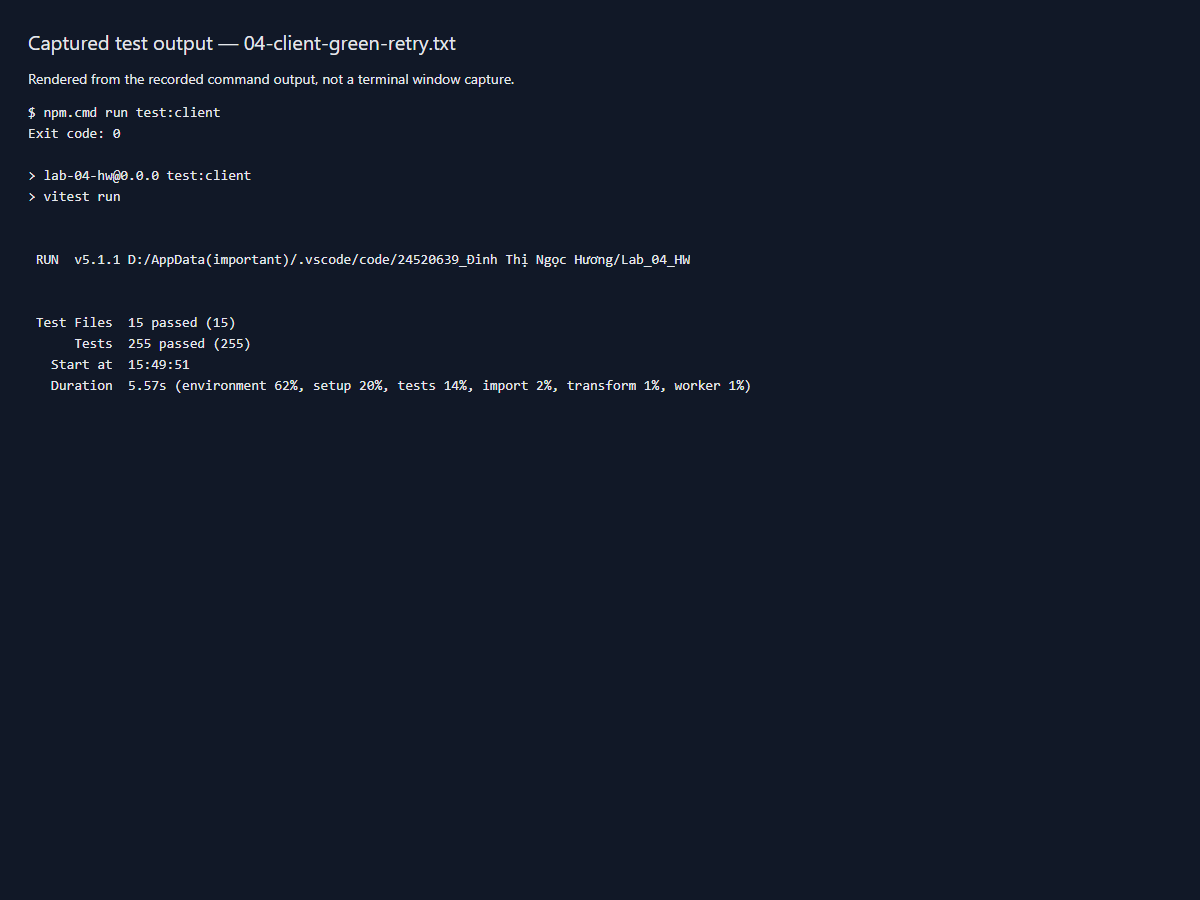 Captured test output — 04-client-green-retry.txt
Rendered from the recorded command output, not a terminal window capture.
$ npm.cmd run test:client
Exit code: 0
> lab-04-hw@0.0.0 test:client
> vitest run
RUN  v5.1.1 D:/AppData(important)/.vscode/code/24520639_Đinh Thị Ngọc Hương/Lab_04_HW
Test Files  15 passed (15)
Tests  255 passed (255)
Start at  15:49:51
Duration  5.57s (environment 62%, setup 20%, tests 14%, import 2%, transform 1%, worker 1%)